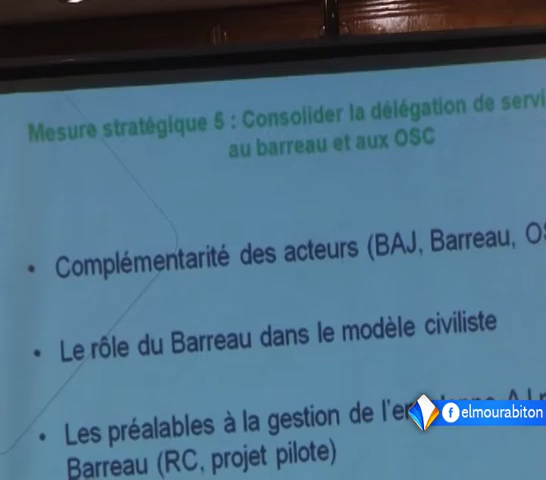 Mesure stratégique 5 : Consolider la délégation de servi
au barreau et aux OSC
• Complémentarité des acteurs (BAJ, Barreau, OS
• Le rôle du Barreau dans le modèle civiliste
• Les préalables à la gestion de
Barreau (RC, projet pilote)
elmourabiton